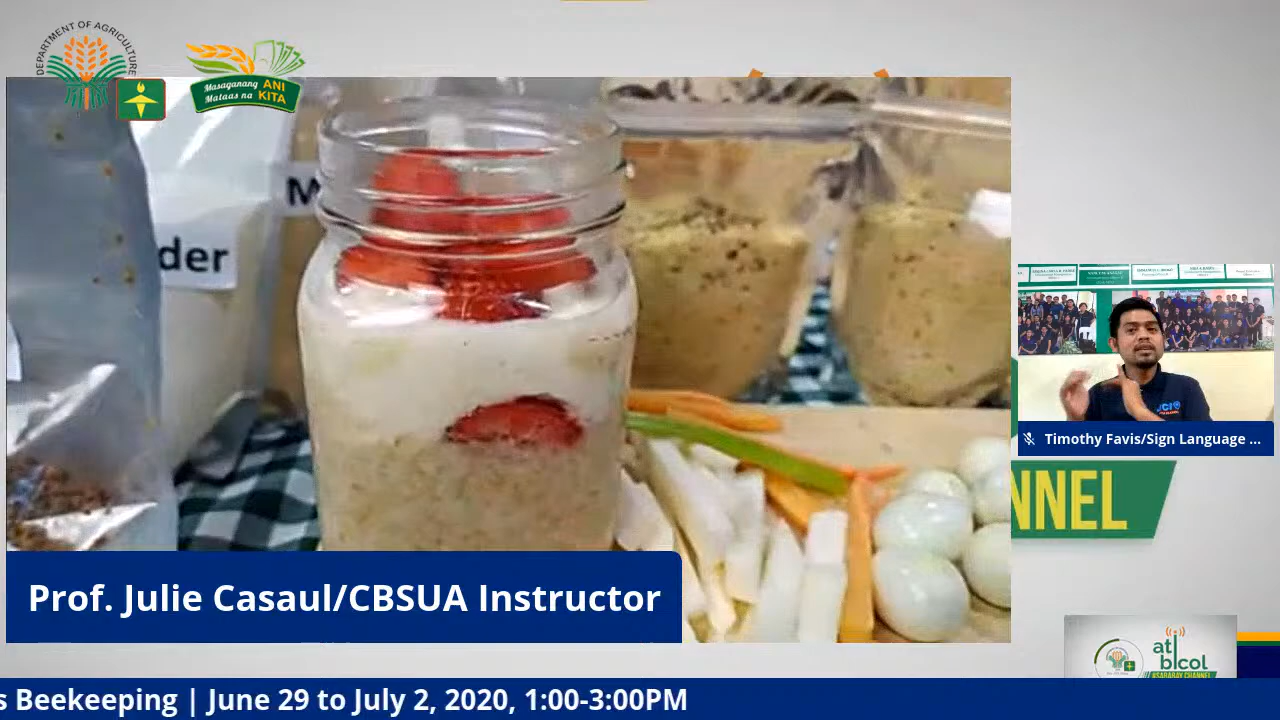 DEPARTMENT OF AGRICULTURE
Masaganang ANI
Mataas na KITA
M
der
Timothy Favis/Sign Language ...
NNEL
Prof. Julie Casaul/CBSUA Instructor
ati
bicol
s Beekeeping | June 29 to July 2, 2020, 1:00-3:00PM